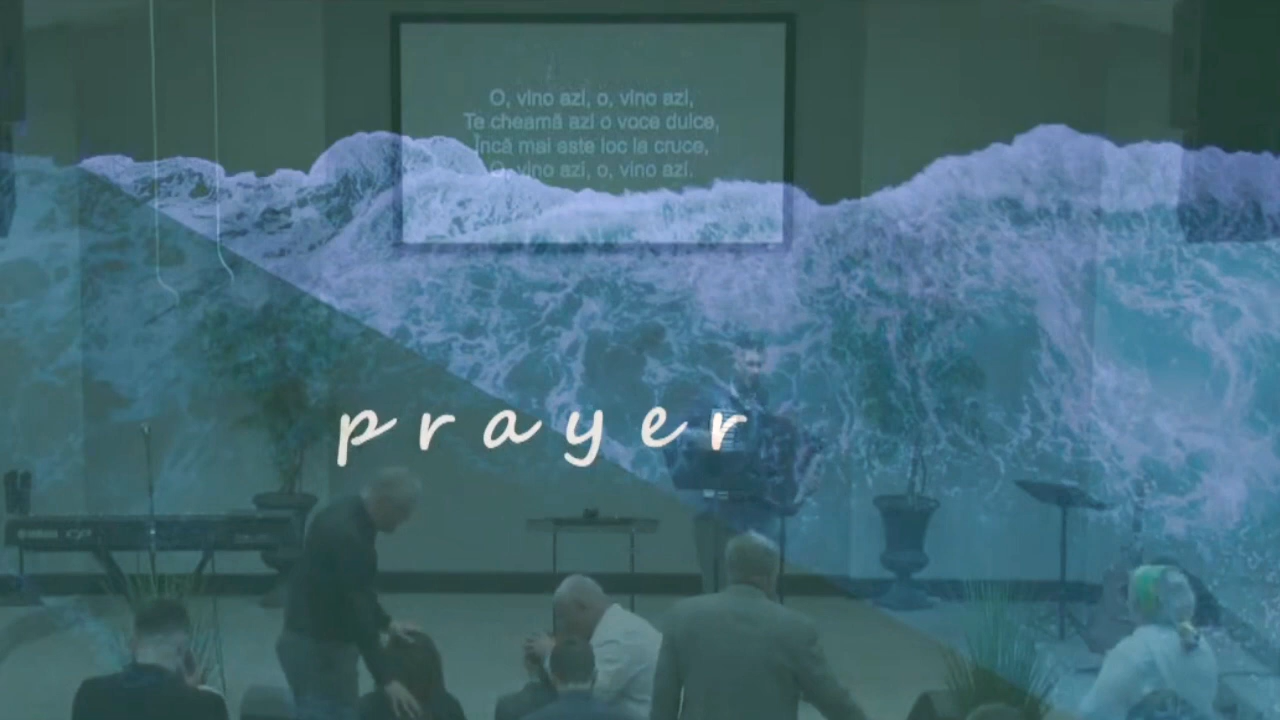 O, vino azi, o, vino azi,
Te cheamă azi o voce dulce,
Încă mai este loc la cruce,
O, vino azi, o, vino azi.
prayer